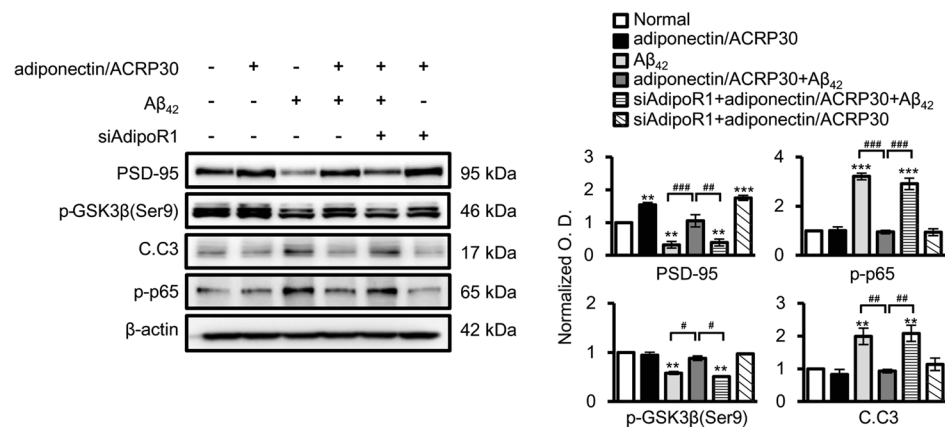 adiponectin/ACRP30 - + - + + +
Aβ42 - - + + + -
siAdipoR1 - - - - + +
PSD-95 95 kDa
p-GSK3β(Ser9) 46 kDa
C.C3 17 kDa
p-p65 65 kDa
β-actin 42 kDa
Normal
adiponectin/ACRP30
Aβ42
adiponectin/ACRP30+Aβ42
siAdipoR1+adiponectin/ACRP30+Aβ42
siAdipoR1+adiponectin/ACRP30
Normalized O. D.
3.0
1.5
0
** ** ### ## ** ***
PSD-95
4
2
0
*** ### ### ***
p-p65
2
1
0
** # # **
p-GSK3β(Ser9)
3
2
1
0
** ## ## **
C.C3